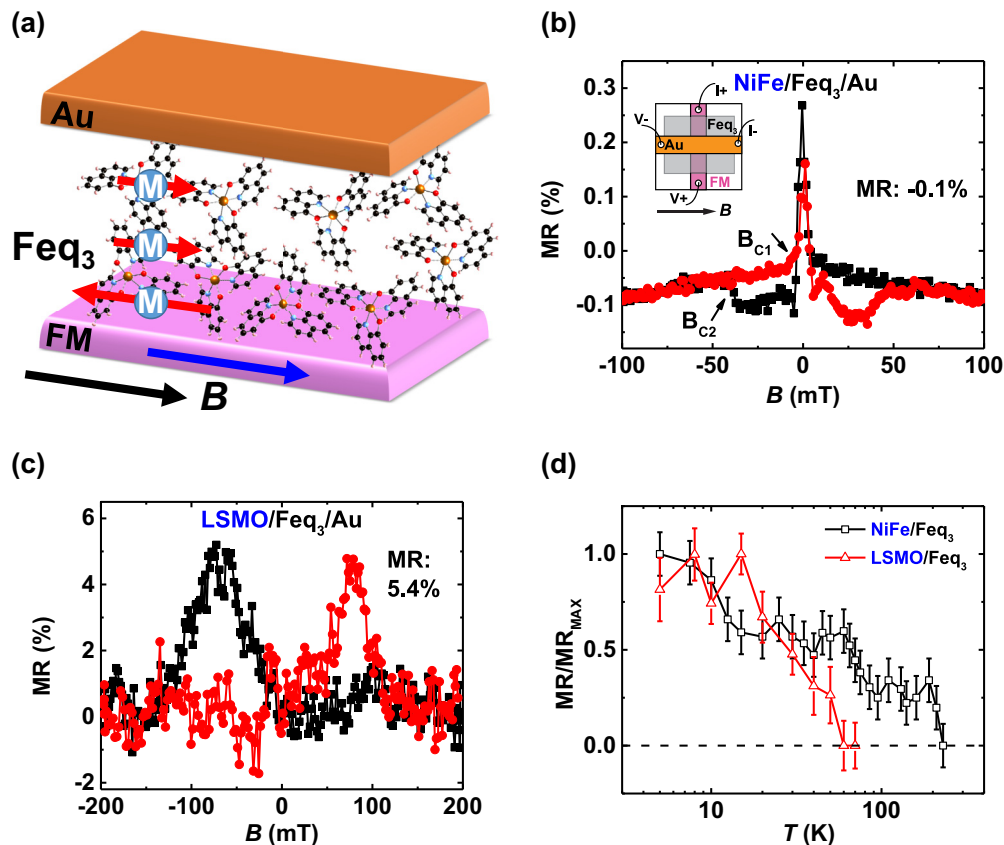 (a)
Au
M
M
Feq3
M
FM
B
(b)
NiFe/Feq3/Au
I+
V-
Feq3
I-
Au
FM
V+
B
MR: -0.1%
BC1
BC2
0.3
0.2
0.1
0.0
-0.1
MR (%)
-100 -50 0 50 100
B (mT)
(c)
LSMO/Feq3/Au
MR:
5.4%
6
4
2
0
-2
MR (%)
-200 -100 0 100 200
B (mT)
(d)
NiFe/Feq3
LSMO/Feq3
1.0
0.5
0.0
MR/MRMAX
10 100
T (K)